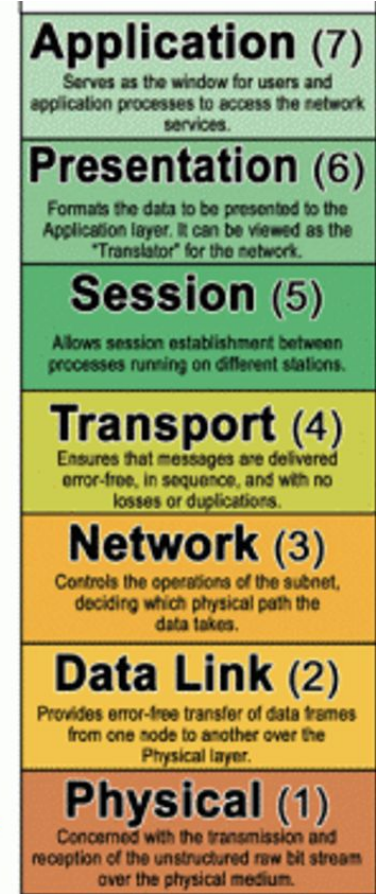 Application (7)
Serves as the window for users and
application processes to access the network
services.
Presentation (6)
Formats the data to be presented to the
Application layer. It can be viewed as the
"Translator" for the network.
Session (5)
Allows session establishment between
processes running on different stations.
Transport (4)
Ensures that messages are delivered
error-free, in sequence, and with no
losses or duplications.
Network (3)
Controls the operations of the subnet,
deciding which physical path the
data takes.
Data Link (2)
Provides error-free transfer of data frames
from one node to another over the
Physical layer.
Physical (1)
Concerned with the transmission and
reception of the unstructured raw bit stream
over the physical medium.